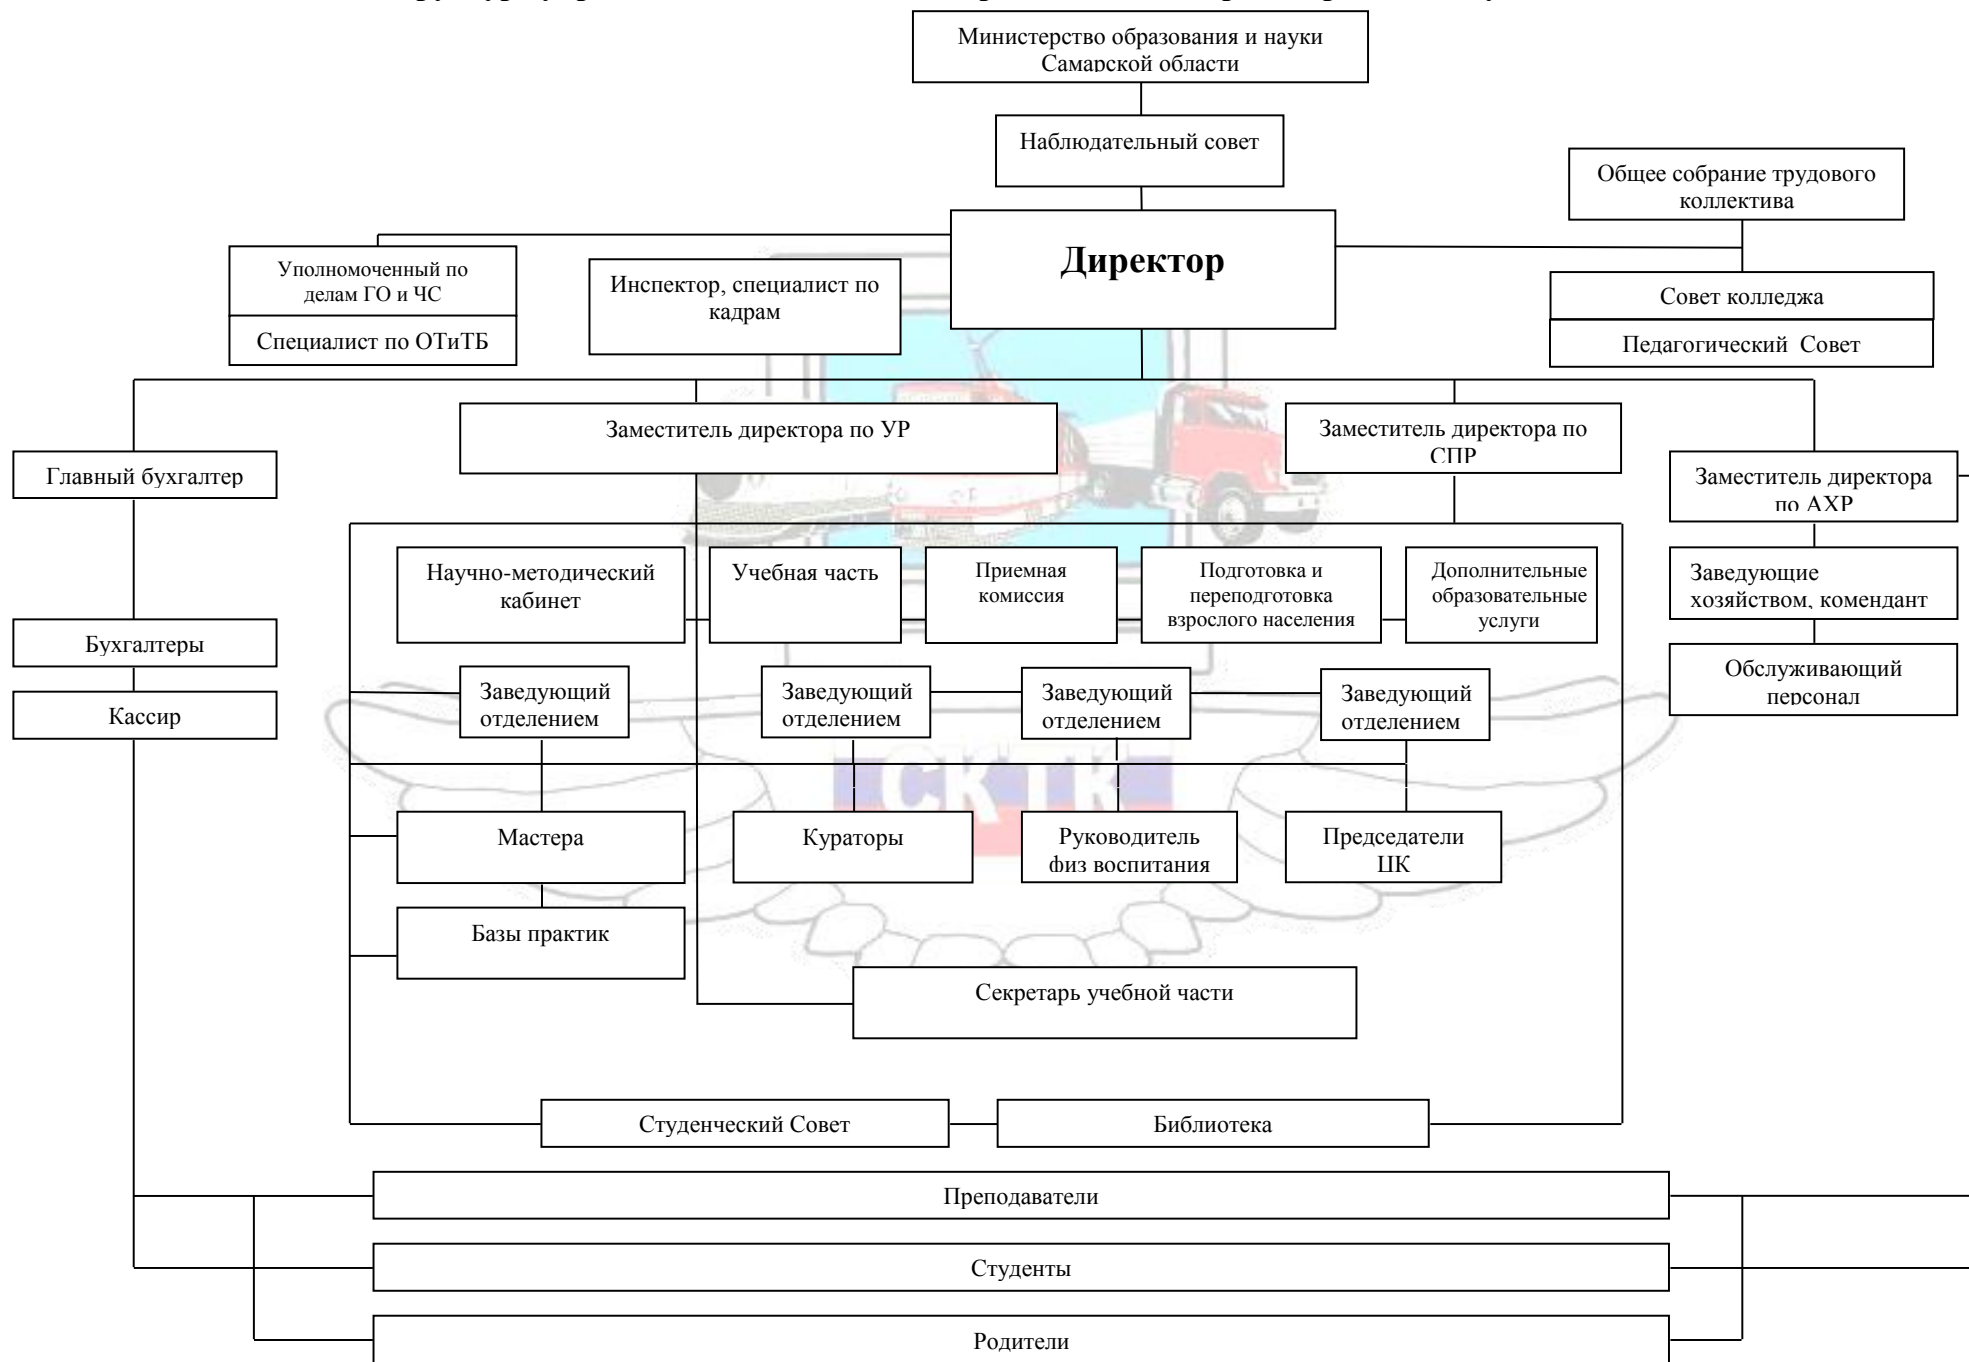 Министерство образования и науки
Самарской области
Наблюдательный совет
Общее собрание трудового
коллектива
Директор
Уполномоченный по
делам ГО и ЧС
Специалист по ОТиТБ
Инспектор, специалист по
кадрам
Совет колледжа
Педагогический Совет
Заместитель директора по УР
Заместитель директора по
СПР
Главный бухгалтер
Заместитель директора
по АХР
Научно-методический
кабинет
Учебная часть
Приемная
комиссия
Подготовка и
переподготовка
взрослого населения
Дополнительные
образовательные
услуги
Заведующие
хозяйством, комендант
Бухгалтеры
Кассир
Заведующий
отделением
Заведующий
отделением
Заведующий
отделением
Заведующий
отделением
Обслуживающий
персонал
СКТК
Мастера
Кураторы
Руководитель
физ воспитания
Председатели
ЦК
Базы практик
Секретарь учебной части
Студенческий Совет
Библиотека
Преподаватели
Студенты
Родители